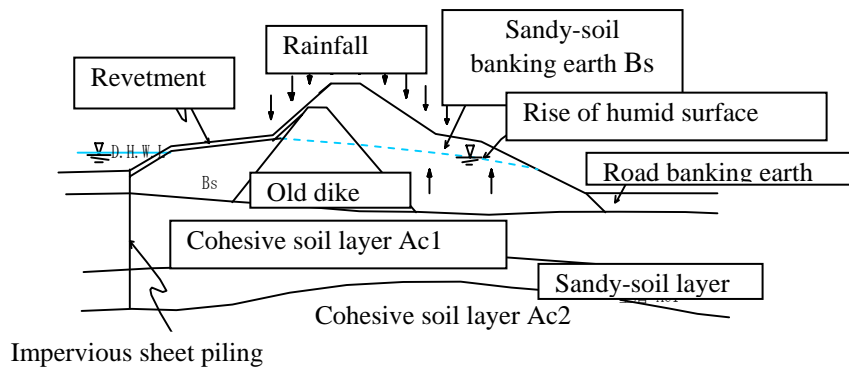 Rainfall
Sandy-soil
banking earth Bs
Revetment
Rise of humid surface
D.H.W.L
Road banking earth
Bs
Old dike
Cohesive soil layer Ac1
Sandy-soil layer
Cohesive soil layer Ac2
Impervious sheet piling